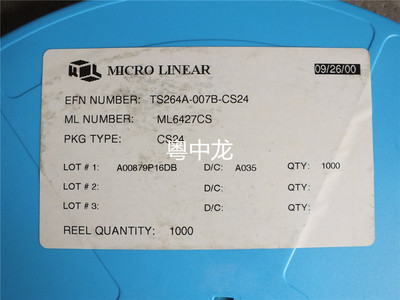 MICRO LINEAR 09/26/00
EFN NUMBER: TS264A-007B-CS24
ML NUMBER: ML6427CS
PKG TYPE: CS24
粤中龙
LOT # 1: A00879P16DB D/C: A035 QTY: 1000
LOT # 2: D/C: QTY:
LOT # 3: D/C: QTY:
REEL QUANTITY: 1000